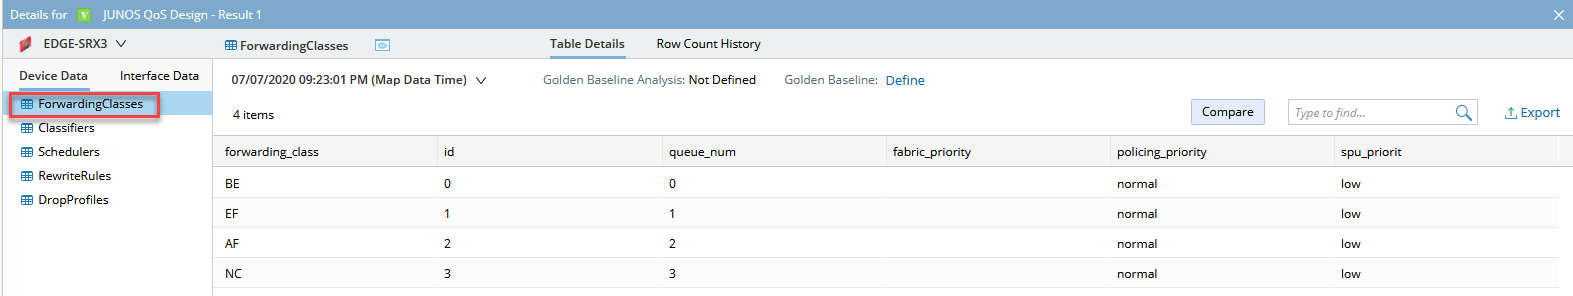 Details for V JUNOS QoS Design - Result 1
EDGE-SRX3 ForwardingClasses Table Details Row Count History
Device Data Interface Data
07/07/2020 09:23:01 PM (Map Data Time) Golden Baseline Analysis: Not Defined Golden Baseline: Define
ForwardingClasses
4 items Compare Type to find... Export
Classifiers
Schedulers
RewriteRules
DropProfiles
forwarding_class id queue_num fabric_priority policing_priority spu_priorit
BE 0 0 normal low
EF 1 1 normal low
AF 2 2 normal low
NC 3 3 normal low